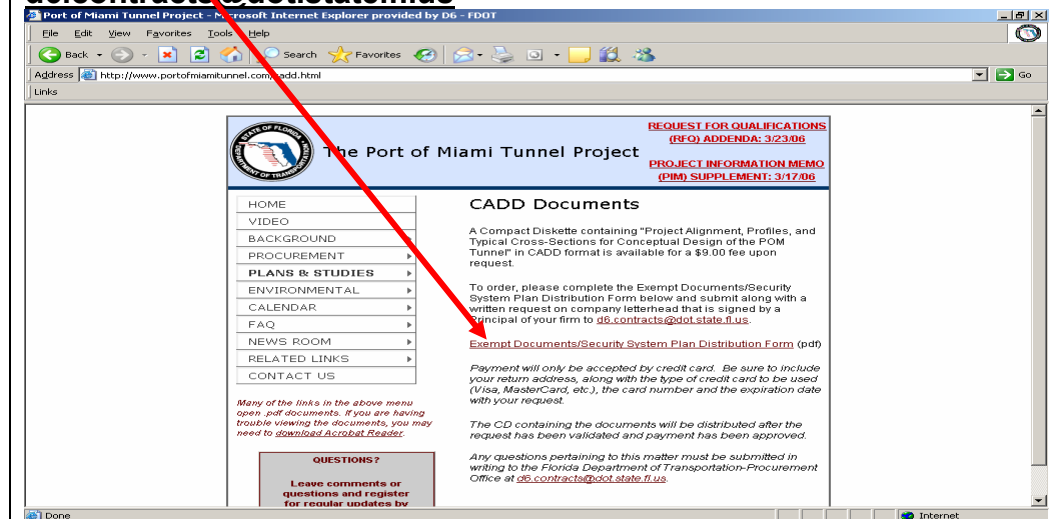 d6.contracts@dot.state.fl.us
Port of Miami Tunnel Project - Microsoft Internet Explorer provided by D6 - FDOT
File Edit View Favorites Tools Help
Back Search Favorites
Address http://www.portofmiamitunnel.com/cadd.html Go
Links
STATE OF FLORIDA
DEPARTMENT OF TRANSPORTATION
The Port of Miami Tunnel Project
REQUEST FOR QUALIFICATIONS
(RFQ) ADDENDA: 3/23/06
PROJECT INFORMATION MEMO
(PIM) SUPPLEMENT: 3/17/06
HOME
VIDEO
BACKGROUND
PROCUREMENT
PLANS & STUDIES
ENVIRONMENTAL
CALENDAR
FAQ
NEWS ROOM
RELATED LINKS
CONTACT US
Many of the links in the above menu
open .pdf documents. If you are having
trouble viewing the documents, you may
need to download Acrobat Reader.
QUESTIONS?
Leave comments or
questions and register
for regular updates by
CADD Documents
A Compact Diskette containing "Project Alignment, Profiles, and
Typical Cross-Sections for Conceptual Design of the POM
Tunnel" in CADD format is available for a $9.00 fee upon
request.
To order, please complete the Exempt Documents/Security
System Plan Distribution Form below and submit along with a
written request on company letterhead that is signed by a
Principal of your firm to d6.contracts@dot.state.fl.us.
Exempt Documents/Security System Plan Distribution Form (pdf)
Payment will only be accepted by credit card. Be sure to include
your return address, along with the type of credit card to be used
(Visa, MasterCard, etc.), the card number and the expiration date
with your request.
The CD containing the documents will be distributed after the
request has been validated and payment has been approved.
Any questions pertaining to this matter must be submitted in
writing to the Florida Department of Transportation-Procurement
Office at d6.contracts@dot.state.fl.us.
Done Internet